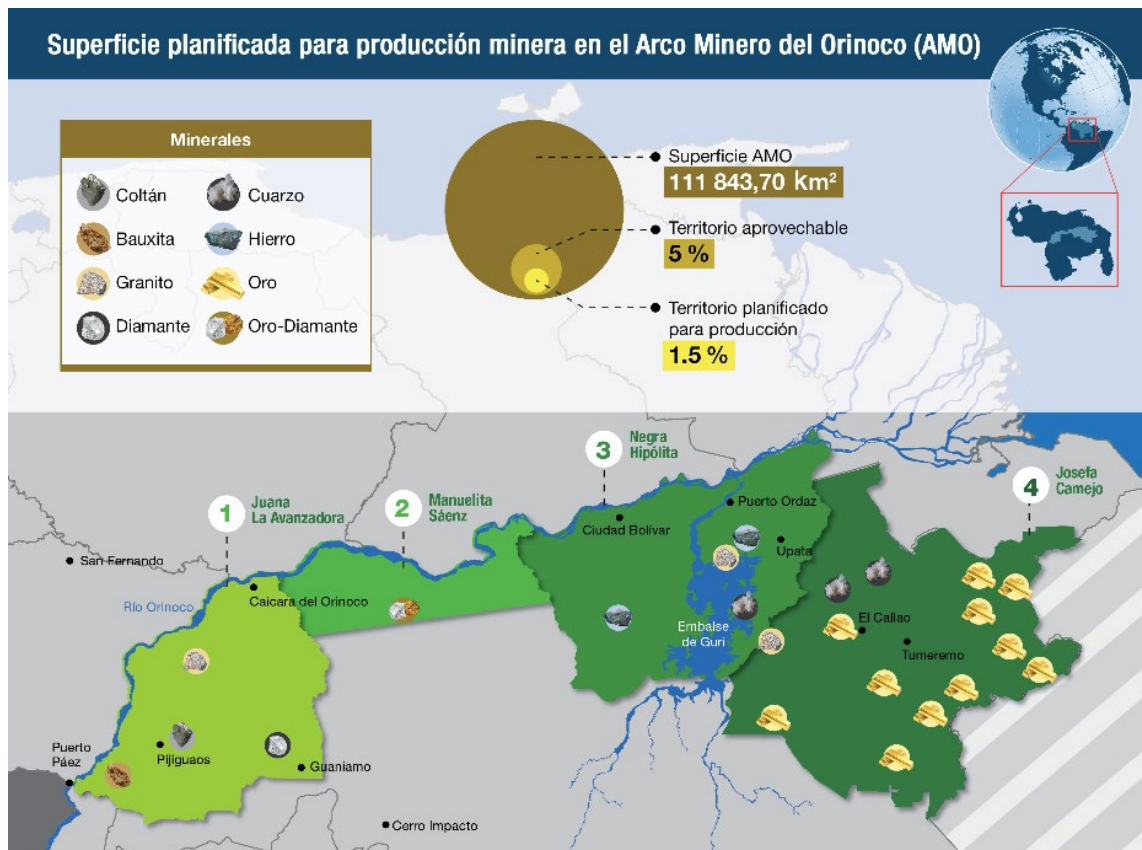 Superficie planificada para producción minera en el Arco Minero del Orinoco (AMO)
Minerales
Coltán
Cuarzo
Bauxita
Hierro
Granito
Oro
Diamante
Oro-Diamante
Superficie AMO
111 843,70 km²
Territorio aprovechable
5 %
Territorio planificado
para producción
1.5 %
1
Juana
La Avanzadora
2
Manuelita
Sáenz
3
Negra
Hipólita
4
Josefa
Camejo
San Fernando
Río Orinoco
Caicara del Orinoco
Ciudad Bolívar
Puerto Ordaz
Upata
Embalse
de Guri
El Callao
Tumeremo
Puerto
Páez
Pijiguaos
Guaniamo
Cerro Impacto